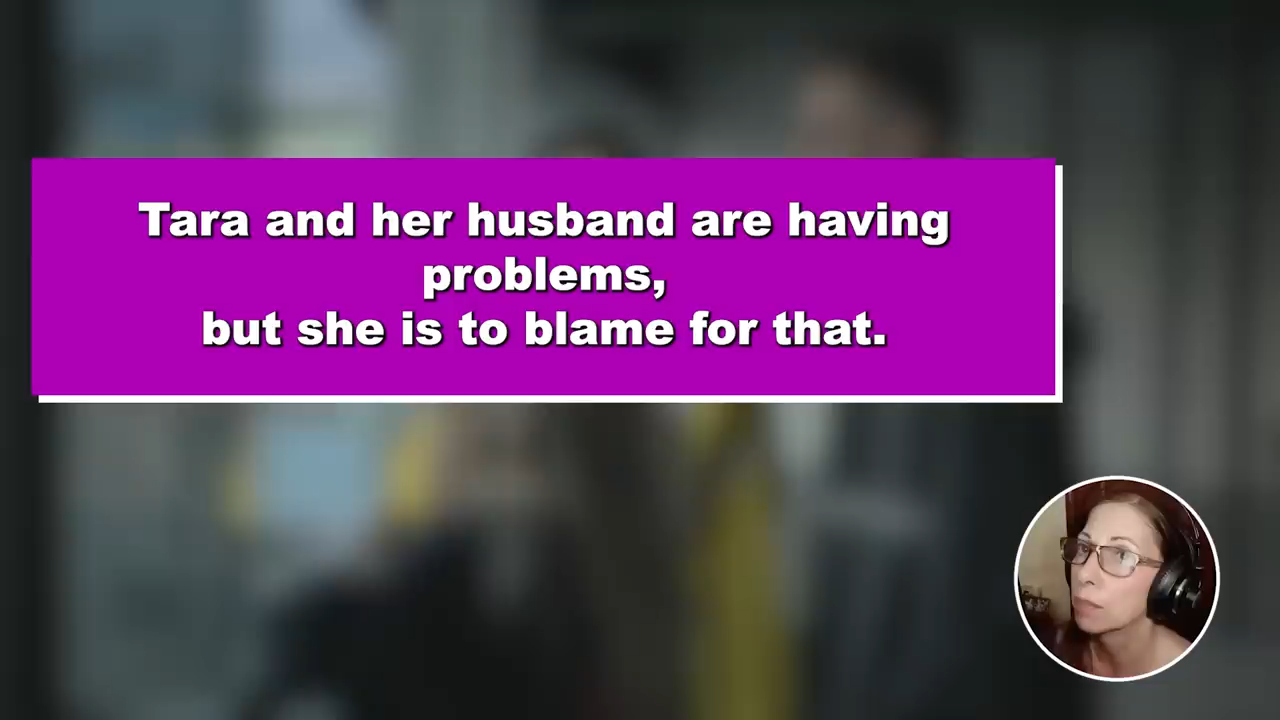 Tara and her husband are having
problems,
but she is to blame for that.